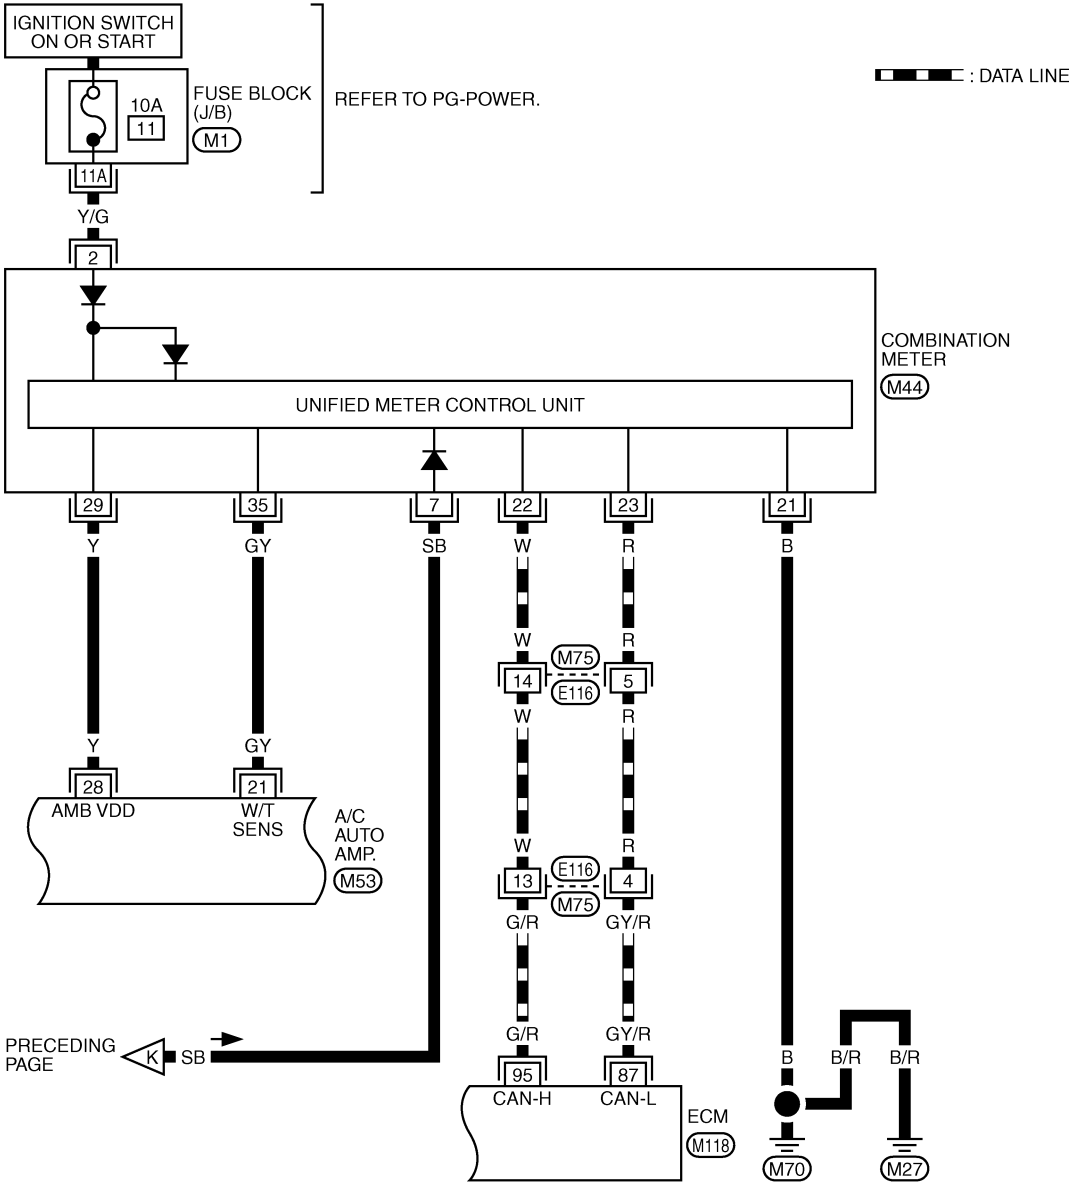 IGNITION SWITCH
ON OR START
: DATA LINE
FUSE BLOCK
(J/B)
10A
11
M1
REFER TO PG-POWER.
11A
Y/G
2
COMBINATION
METER
M44
UNIFIED METER CONTROL UNIT
29 35 7 22 23 21
Y GY SB W R B
W R
M75
14 5
E116
W R
Y GY
28 21
AMB VDD W/T
SENS
A/C
AUTO
AMP.
M53
W R
E116
13 4
M75
G/R GY/R
G/R GY/R
PRECEDING
PAGE
K SB
B B/R B/R
95 87
CAN-H CAN-L
ECM
M118
M70 M27